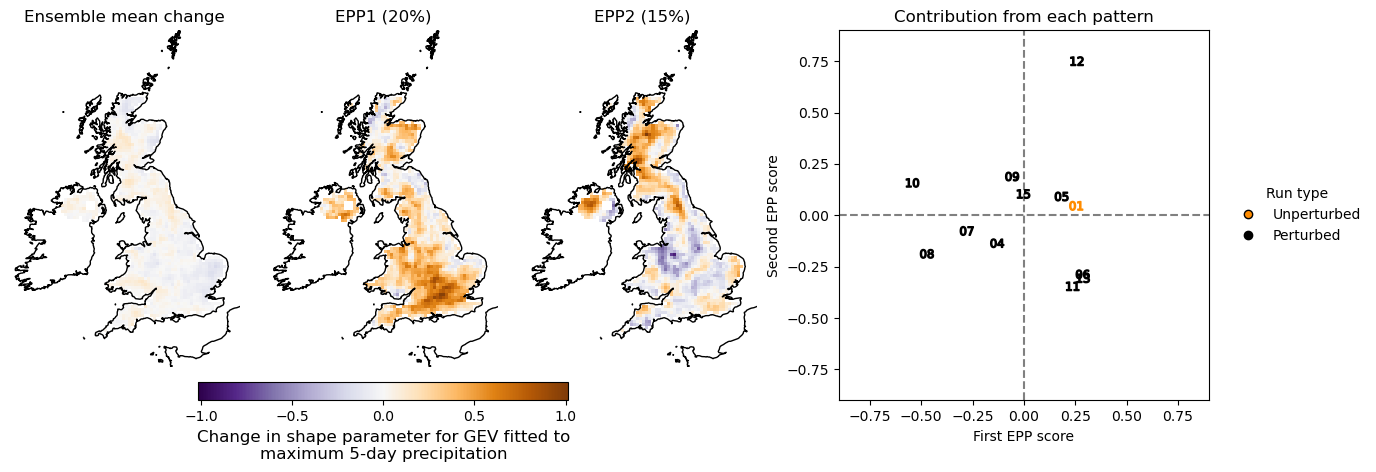 Ensemble mean change
EPP1 (20%)
EPP2 (15%)
Contribution from each pattern
0.75
0.50
0.25
0.00
−0.25
−0.50
−0.75
Second EPP score
12
09
10
15
05
01
07
04
08
06
13
11
−0.75 −0.50 −0.25 0.00 0.25 0.50 0.75
First EPP score
Run type
Unperturbed
Perturbed
−1.0 −0.5 0.0 0.5 1.0
Change in shape parameter for GEV fitted to
maximum 5-day precipitation